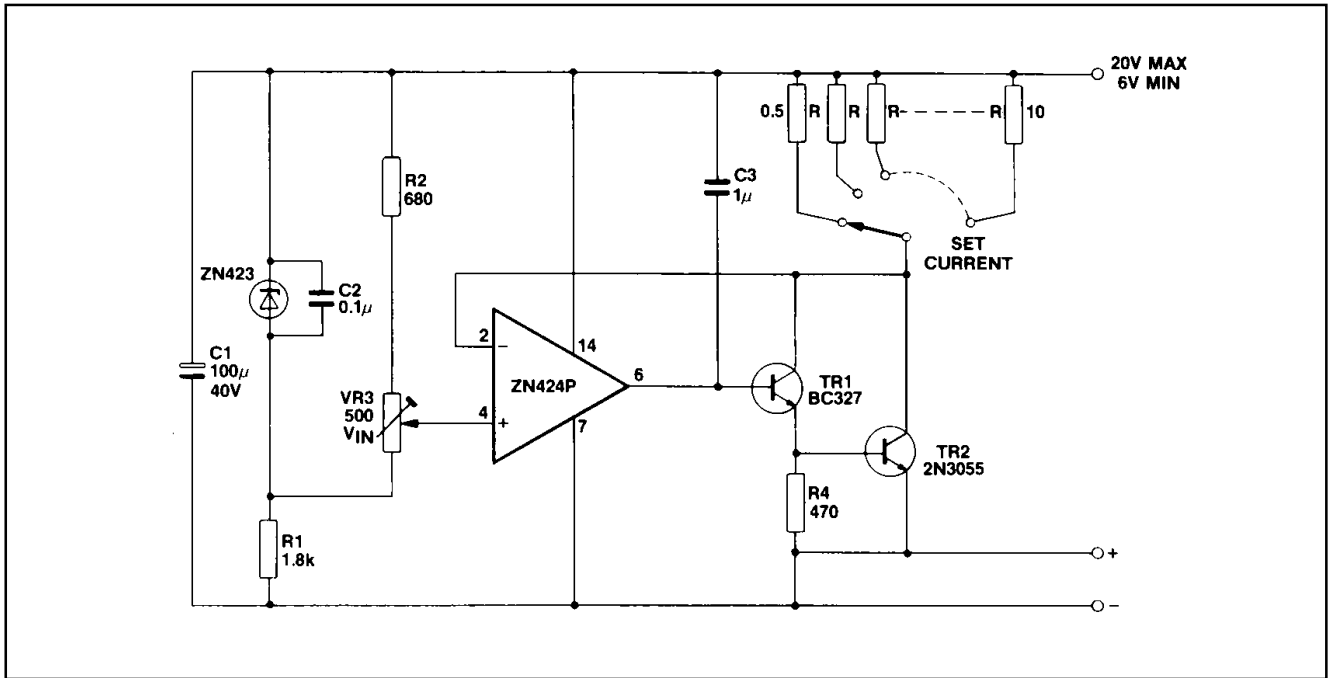 20V MAX
6V MIN
0.5 R R R R 10
R2
680
C3
1μ
SET
CURRENT
ZN423
C2
0.1μ
C1
100μ
40V
2 −
14
ZN424P
6
4 +
7
VR3
500
VIN
TR1
BC327
TR2
2N3055
R4
470
R1
1.8k
+
−